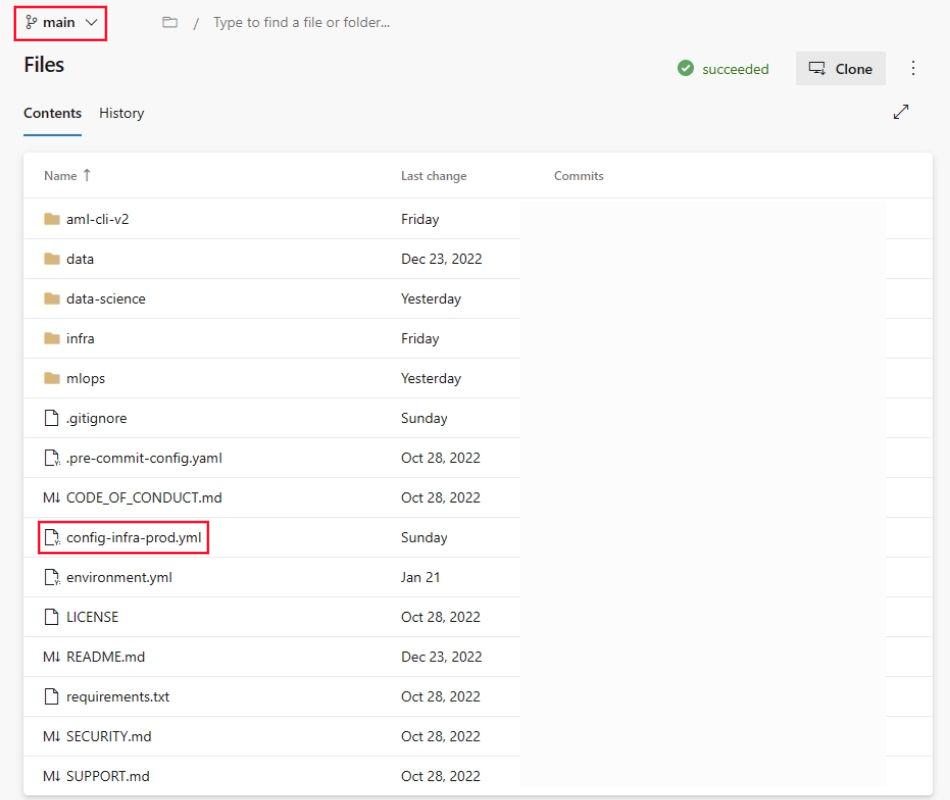 main
/ Type to find a file or folder...
Files
succeeded
Clone
Contents History
Name Last change Commits
aml-cli-v2 Friday
data Dec 23, 2022
data-science Yesterday
infra Friday
mlops Yesterday
.gitignore Sunday
.pre-commit-config.yaml Oct 28, 2022
M↓ CODE_OF_CONDUCT.md Oct 28, 2022
config-infra-prod.yml Sunday
environment.yml Jan 21
LICENSE Oct 28, 2022
M↓ README.md Dec 23, 2022
requirements.txt Oct 28, 2022
M↓ SECURITY.md Oct 28, 2022
M↓ SUPPORT.md Oct 28, 2022